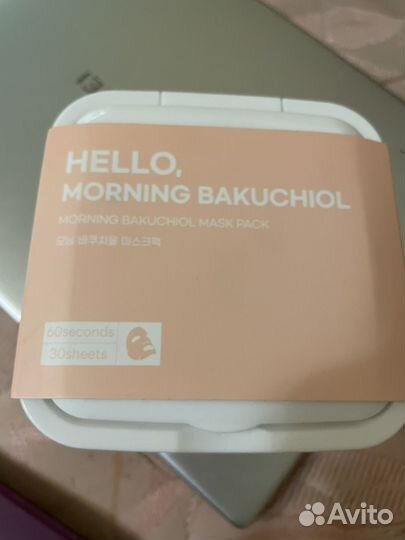 HELLO,
MORNING BAKUCHIOL
MORNING BAKUCHIOL MASK PACK
모닝 바쿠치올 마스크팩
60seconds
30sheets
Avito